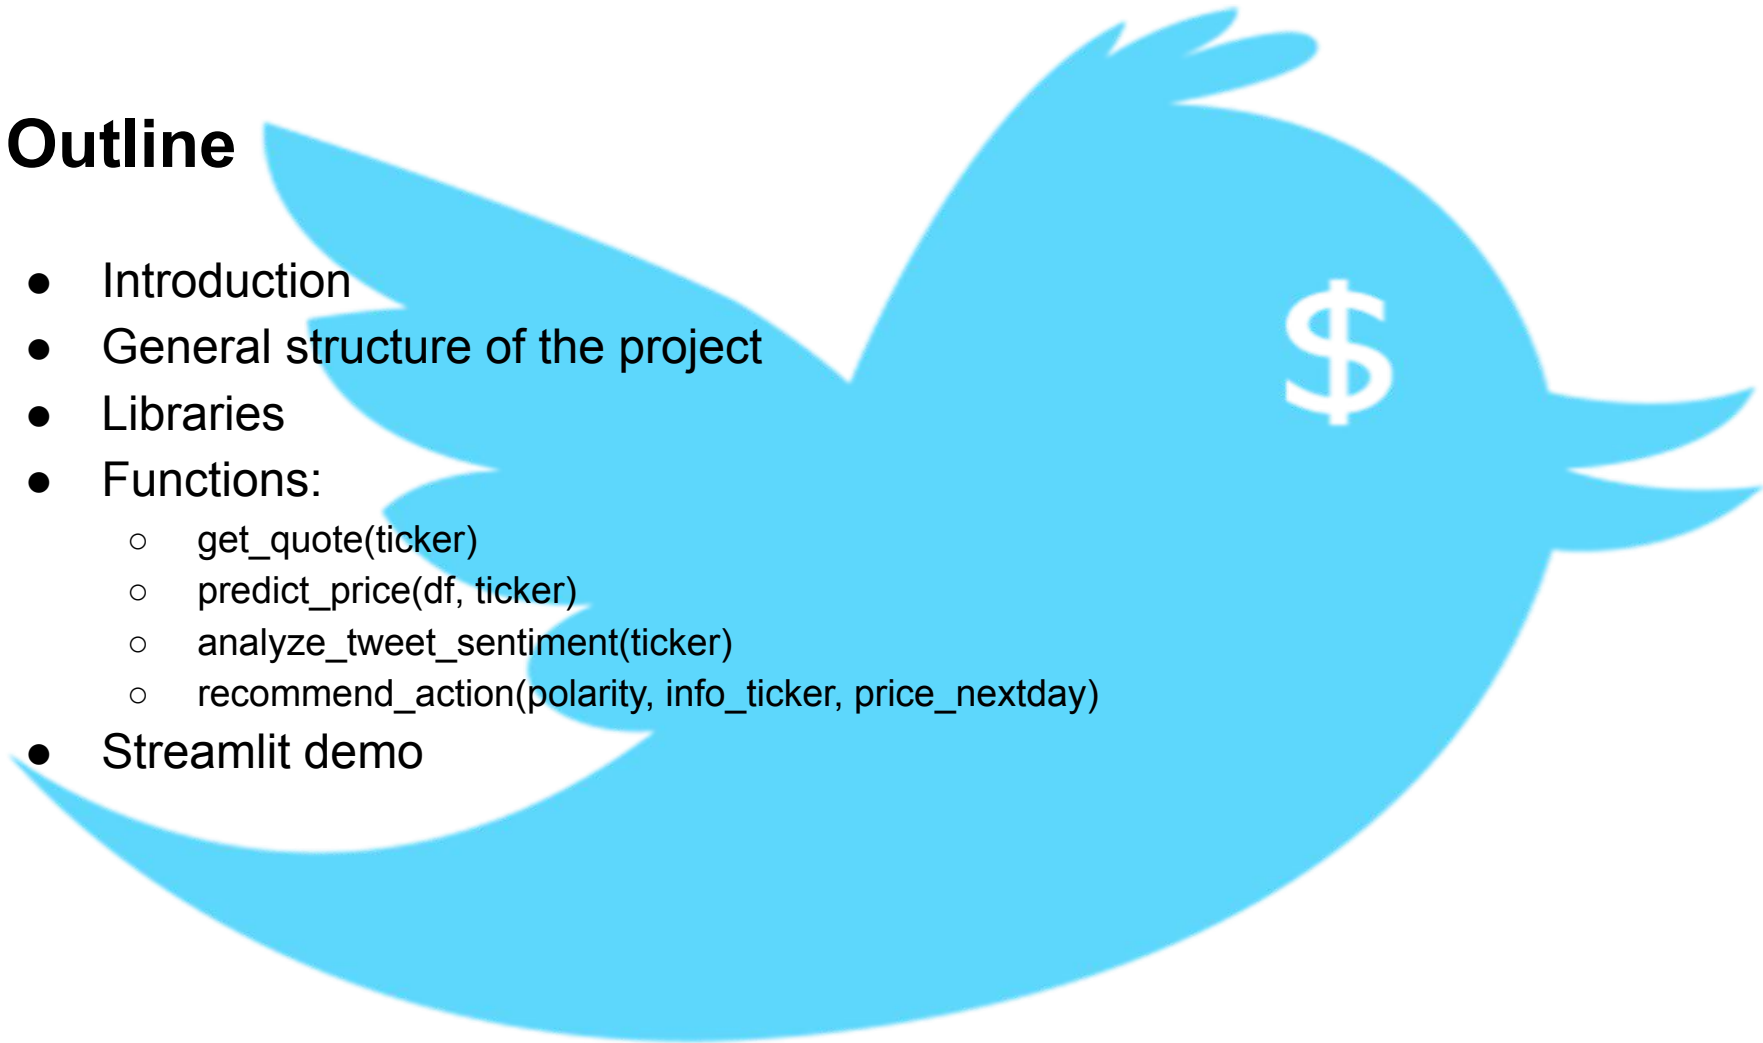 Outline
● Introduction
● General structure of the project
● Libraries
● Functions:
○ get_quote(ticker)
○ predict_price(df, ticker)
○ analyze_tweet_sentiment(ticker)
○ recommend_action(polarity, info_ticker, price_nextday)
● Streamlit demo
$